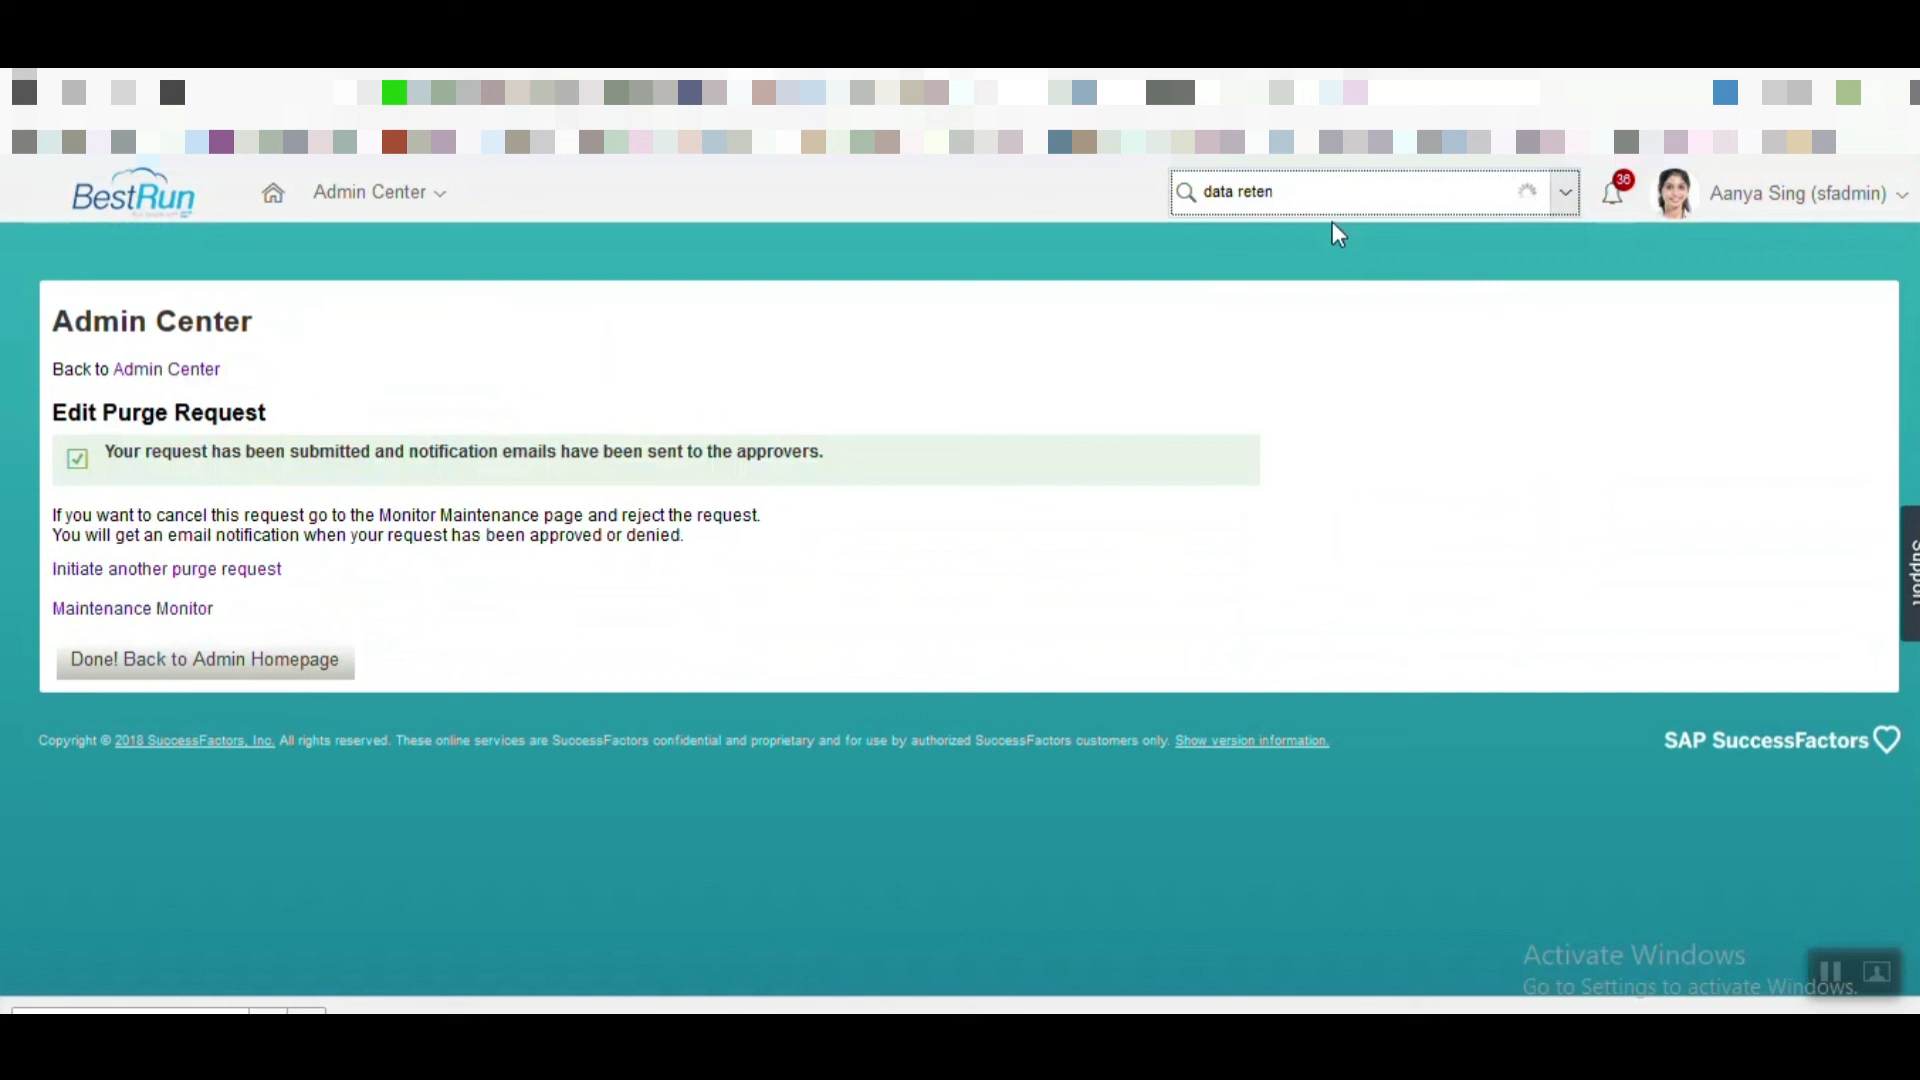 BestRun
Admin Center
data reten
36
Aanya Sing (sfadmin)
Admin Center
Back to Admin Center
Edit Purge Request
Your request has been submitted and notification emails have been sent to the approvers.
If you want to cancel this request go to the Monitor Maintenance page and reject the request.
You will get an email notification when your request has been approved or denied.
Initiate another purge request
Maintenance Monitor
Done! Back to Admin Homepage
Support
Copyright © 2018 SuccessFactors, Inc. All rights reserved. These online services are SuccessFactors confidential and proprietary and for use by authorized SuccessFactors customers only. Show version information.
SAP SuccessFactors
Activate Windows
Go to Settings to activate Windows.